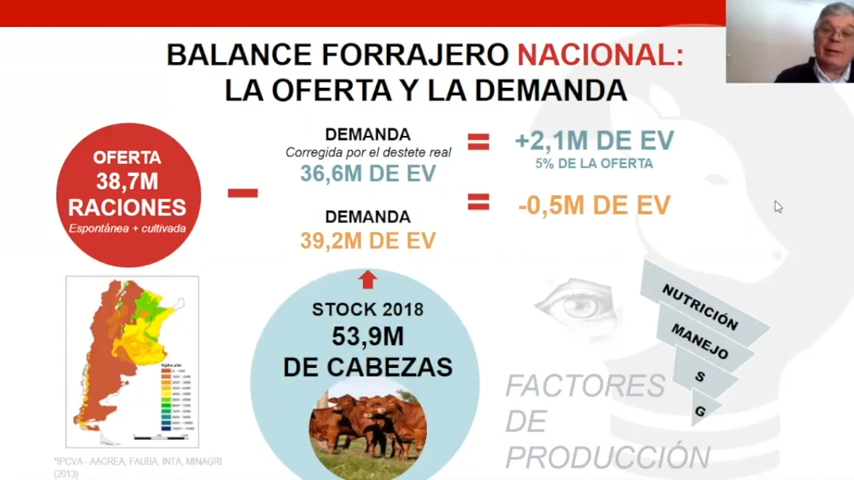 BALANCE FORRAJERO NACIONAL:
LA OFERTA Y LA DEMANDA
OFERTA
38,7M
RACIONES
Espontánea + cultivada
DEMANDA
Corregida por el destete real
36,6M DE EV
+2,1M DE EV
5% DE LA OFERTA
DEMANDA
39,2M DE EV
-0,5M DE EV
STOCK 2018
53,9M
DE CABEZAS
NUTRICIÓN
MANEJO
S
G
FACTORES
DE
PRODUCCIÓN
*IPCVA - AACREA, FAUBA, INTA, MINAGRI
(2013)